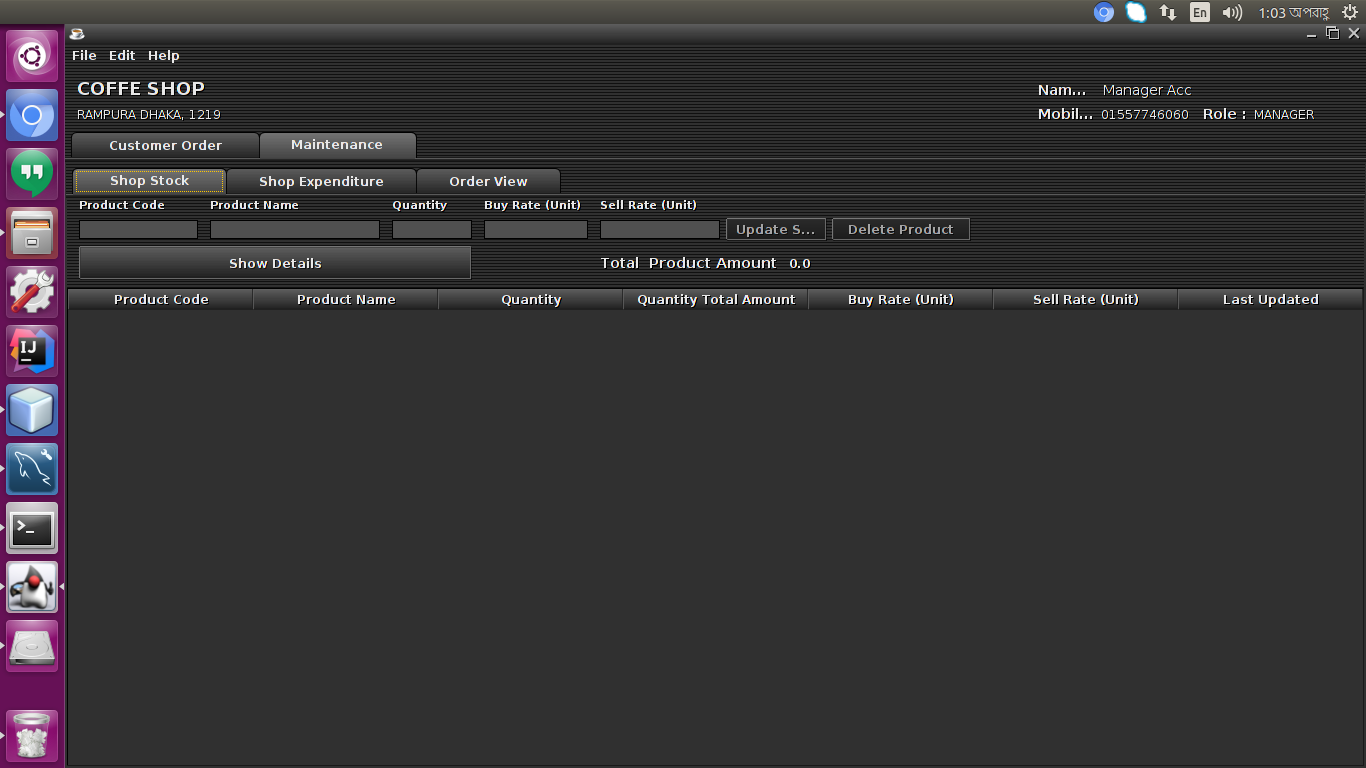 En 1:03 অপরাহ্ণ
File Edit Help
COFFE SHOP
Nam... Manager Acc
RAMPURA DHAKA, 1219
Mobil... 01557746060 Role : MANAGER
Customer Order Maintenance
Shop Stock Shop Expenditure Order View
Product Code Product Name Quantity Buy Rate (Unit) Sell Rate (Unit)
Update S... Delete Product
Show Details Total Product Amount 0.0
Product Code Product Name Quantity Quantity Total Amount Buy Rate (Unit) Sell Rate (Unit) Last Updated
IJ